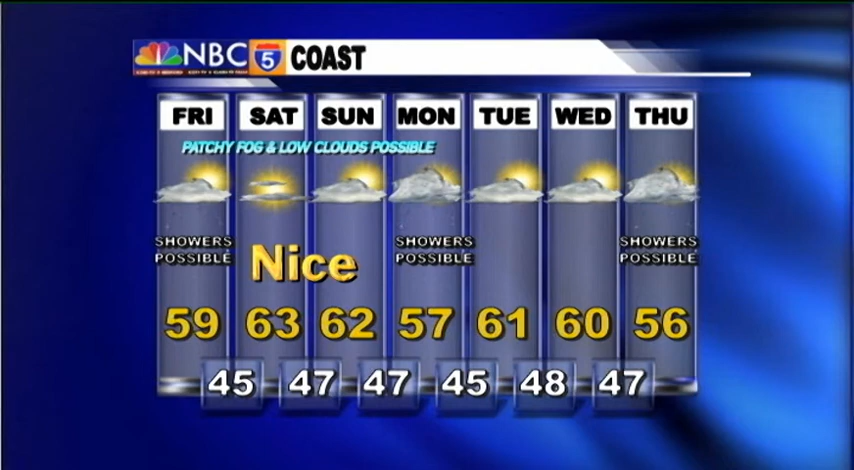 NBC 5 COAST
FRI SAT SUN MON TUE WED THU
PATCHY FOG & LOW CLOUDS POSSIBLE
SHOWERS POSSIBLE
Nice
SHOWERS POSSIBLE
SHOWERS POSSIBLE
59 63 62 57 61 60 56
45 47 47 45 48 47